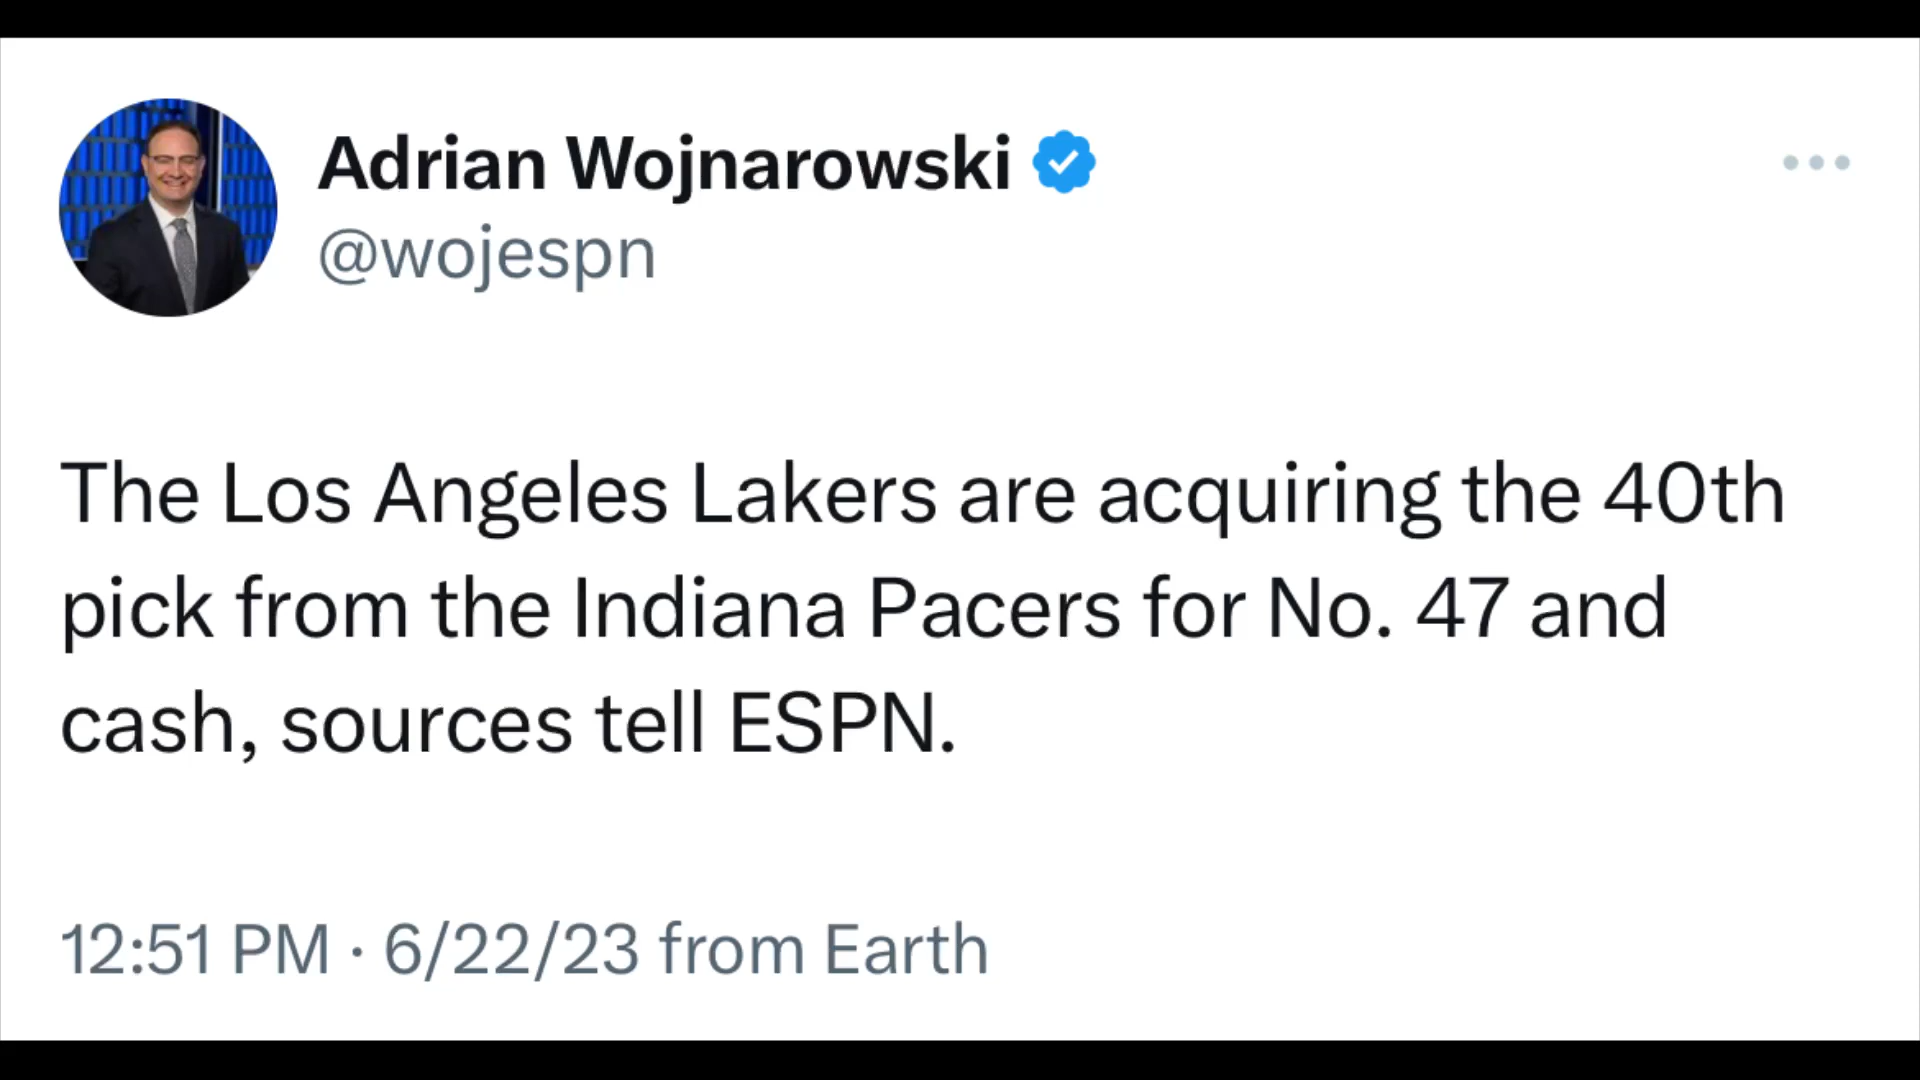 Adrian Wojnarowski
@wojespn
The Los Angeles Lakers are acquiring the 40th
pick from the Indiana Pacers for No. 47 and
cash, sources tell ESPN.
12:51 PM · 6/22/23 from Earth